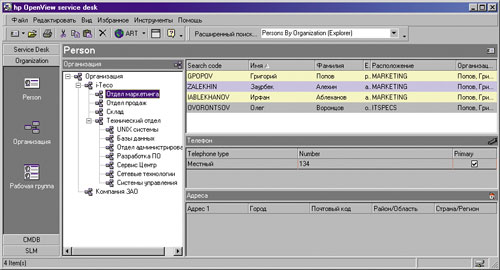 hp OpenView service desk
Файл Редактировать Вид Избранное Инструменты Помощь
ART Расширенный поиск... Persons By Organization (Explorer)
Service Desk
Organization
Person
Организация
Рабочая группа
CMDB
SLM
Person
Организация
Организация
i-Teco
Отдел маркетинга
Отдел продаж
Склад
Технический отдел
UNIX системы
Базы данных
Отдел администрирова
Разработка ПО
Сервис Центр
Сетевые технологии
Системы управления
Компания ЗАО
Search code Имя Фамилия E. Расположение Организац...
GPOPOV Григорий Попов p. MARKETING Попов, Гри...
ZALEKHIN Заурбек Алехин a. MARKETING Попов, Гри...
IABLEKHANOV Ирфан Аблеханов a. MARKETING Попов, Гри...
OVORONTSOV Олег Воронцов o. ITSPECS Попов, Гри...
Телефон
Telephone type Number Primary
Местный 134
Адреса
Адрес 1 Город Почтовый код Район/Область Страна/Регион
4 Item(s)